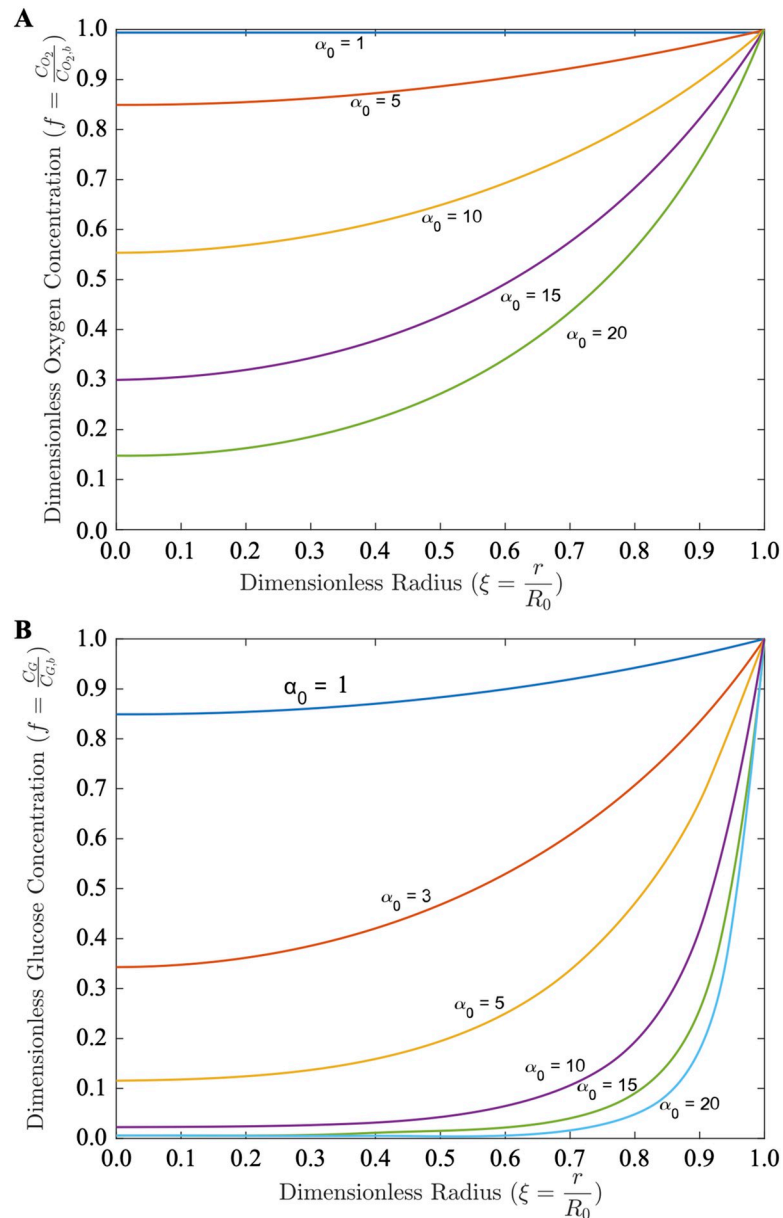 A
Dimensionless Oxygen Concentration (f = C_{O_2}/C_{O_2,b})
1.0
0.9
0.8
0.7
0.6
0.5
0.4
0.3
0.2
0.1
0.0
α₀ = 1
α₀ = 5
α₀ = 10
α₀ = 15
α₀ = 20
0.0 0.1 0.2 0.3 0.4 0.5 0.6 0.7 0.8 0.9 1.0
Dimensionless Radius (ξ = r/R₀)
B
Dimensionless Glucose Concentration (f = C_G/C_{G,b})
1.0
0.9
0.8
0.7
0.6
0.5
0.4
0.3
0.2
0.1
0.0
α₀ = 1
α₀ = 3
α₀ = 5
α₀ = 10
α₀ = 15
α₀ = 20
0.0 0.1 0.2 0.3 0.4 0.5 0.6 0.7 0.8 0.9 1.0
Dimensionless Radius (ξ = r/R₀)